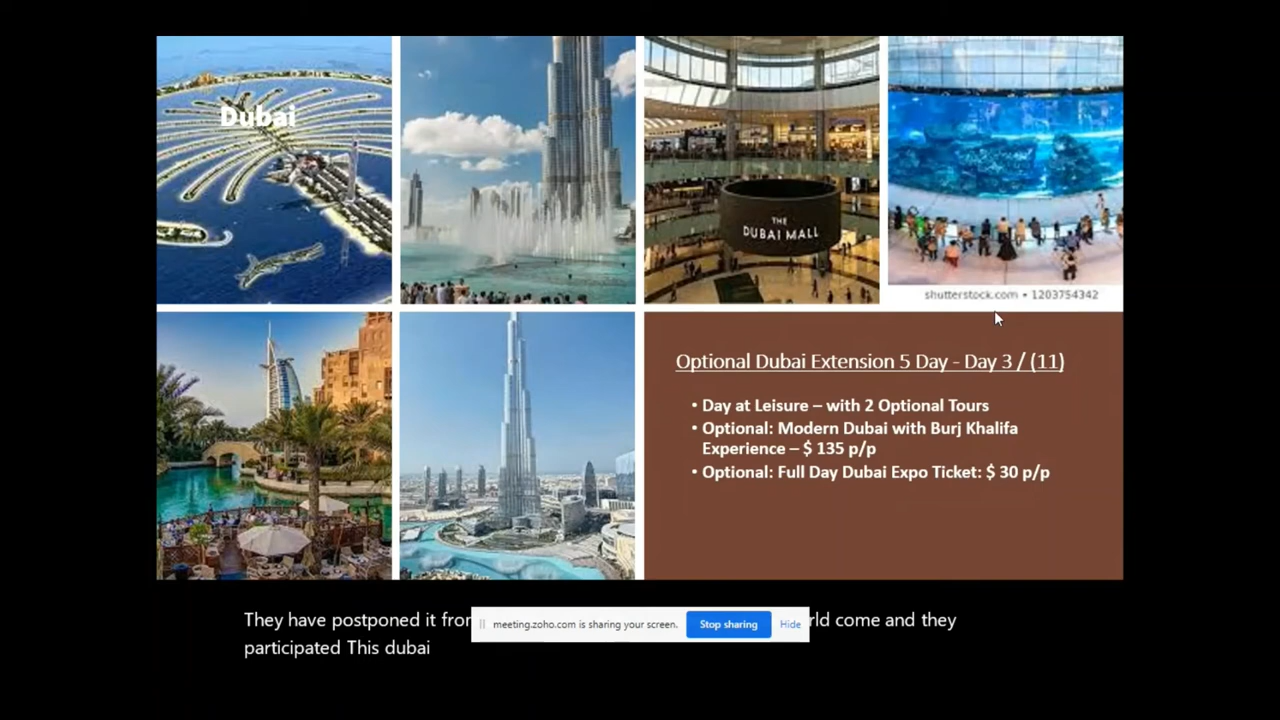 Dubai
THE
DUBAI MALL
shutterstock.com • 1203754342
Optional Dubai Extension 5 Day - Day 3 / (11)
• Day at Leisure – with 2 Optional Tours
• Optional: Modern Dubai with Burj Khalifa
Experience – $ 135 p/p
• Optional: Full Day Dubai Expo Ticket: $ 30 p/p
They have postponed it come and they
participated This dubai
meeting.zoho.com is sharing your screen. Stop sharing Hide